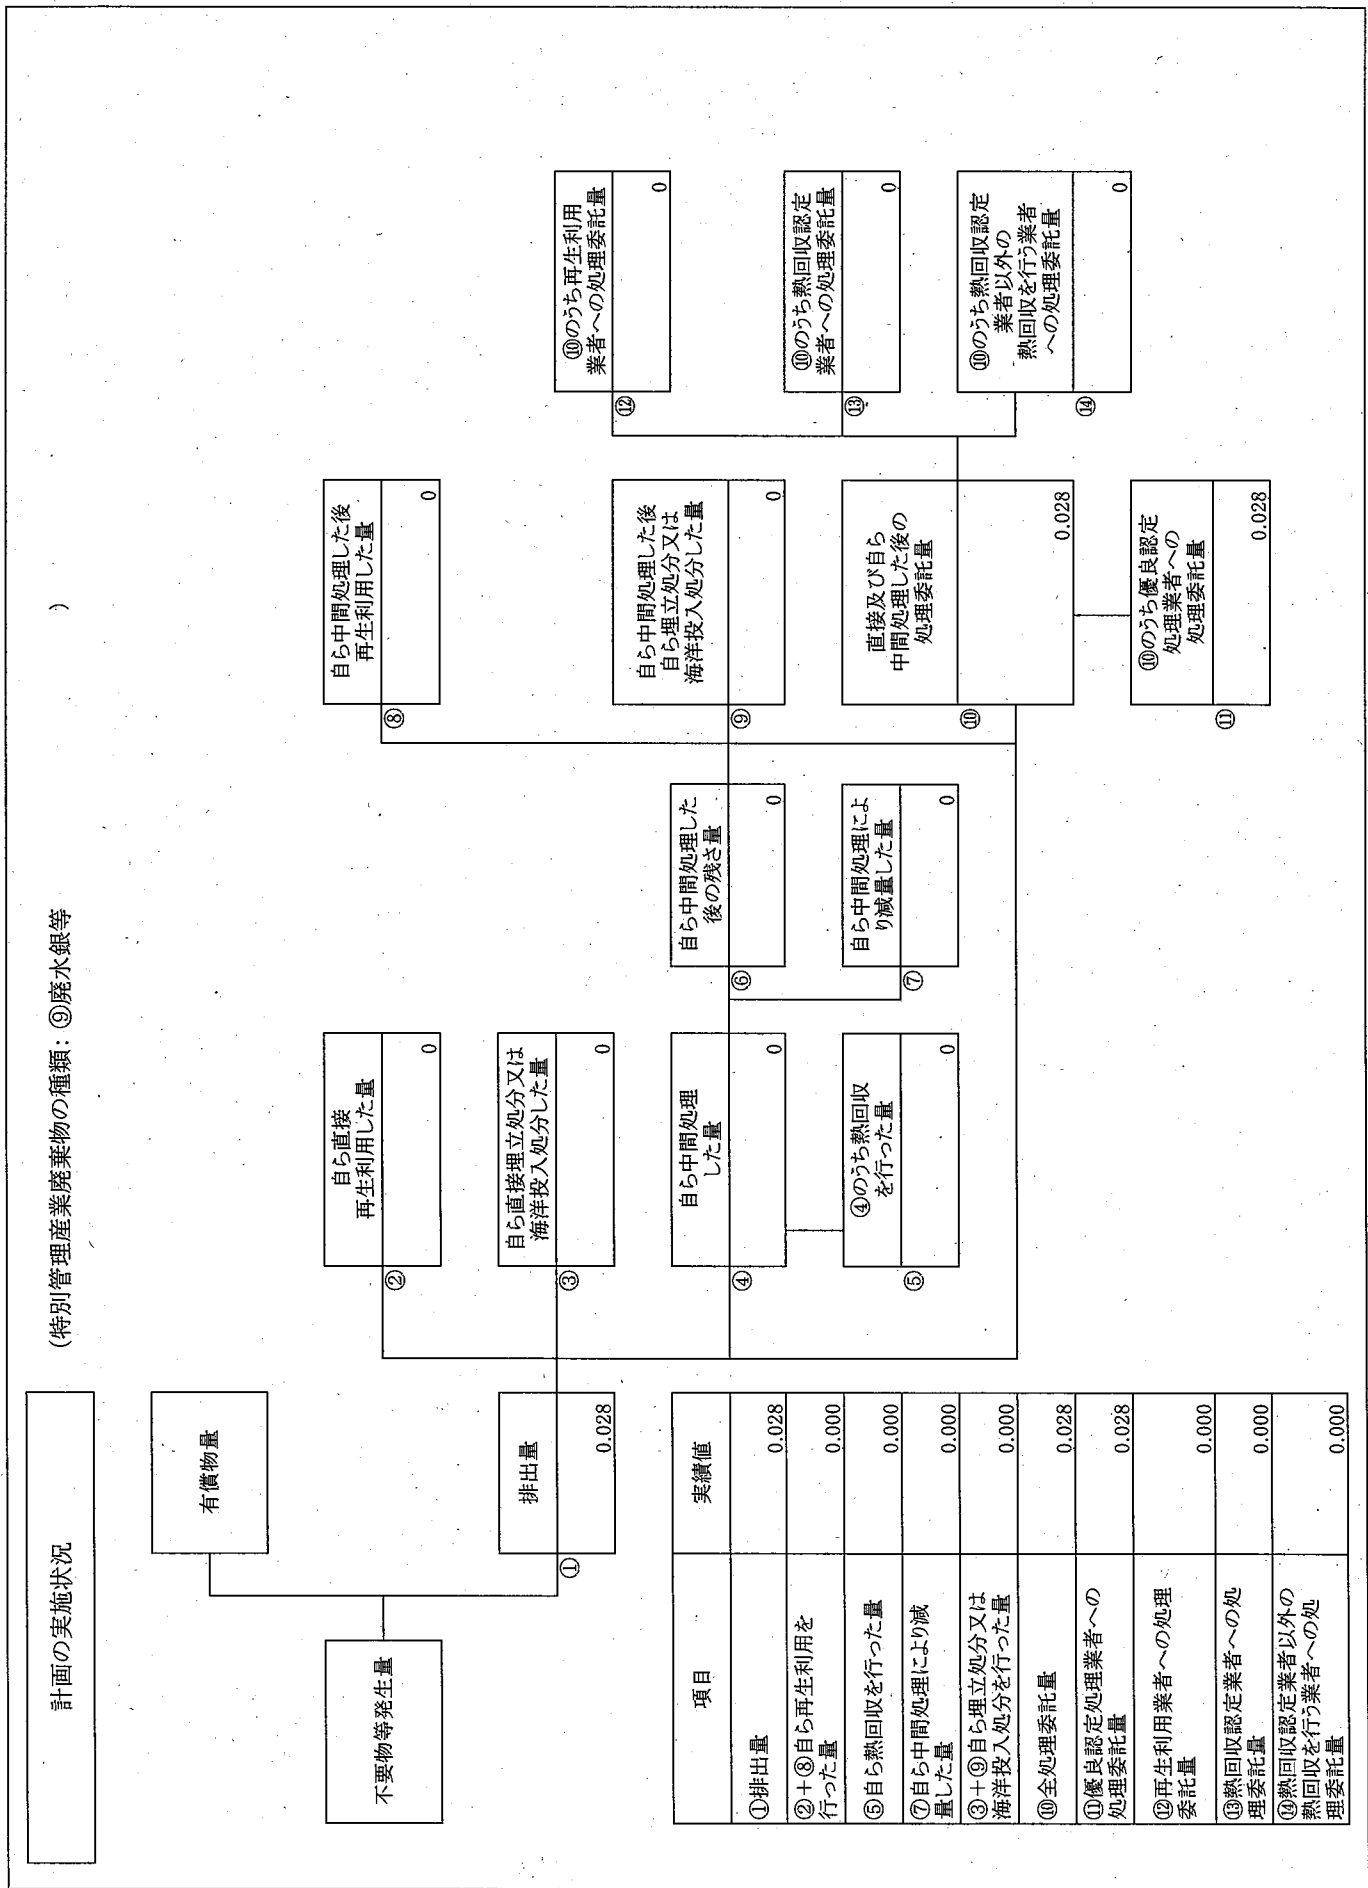 計画の実施状況
(特別管理産業廃棄物の種類：⑨廃水銀等 )
不要物等発生量
有償物量
①
排出量
0.028
②
自ら直接
再生利用した量
0
③
自ら直接埋立処分又は
海洋投入処分した量
0
④
自ら中間処理
した量
0
⑤
④のうち熱回収
を行った量
0
⑥
自ら中間処理した
後の残さ量
0
⑦
自ら中間処理によ
り減量した量
0
⑧
自ら中間処理した後
再生利用した量
0
⑨
自ら中間処理した後
自ら埋立処分又は
海洋投入処分した量
0
⑩
直接及び自ら
中間処理した後の
処理委託量
0.028
⑪
⑩のうち優良認定
処理業者への
処理委託量
0.028
⑫
⑩のうち再生利用
業者への処理委託量
0
⑬
⑩のうち熱回収認定
業者への処理委託量
0
⑭
⑩のうち熱回収認定
業者以外の
熱回収を行う業者
への処理委託量
0
項目 実績値
①排出量 0.028
②＋⑧自ら再生利用を
行った量 0.000
⑤自ら熱回収を行った量 0.000
⑦自ら中間処理により減
量した量 0.000
③＋⑨自ら埋立処分又は
海洋投入処分を行った量 0.000
⑩全処理委託量 0.028
⑪優良認定処理業者への
処理委託量 0.028
⑫再生利用業者への処理
委託量 0.000
⑬熱回収認定業者への処
理委託量 0.000
⑭熱回収認定業者以外の
熱回収を行う業者への処
理委託量 0.000